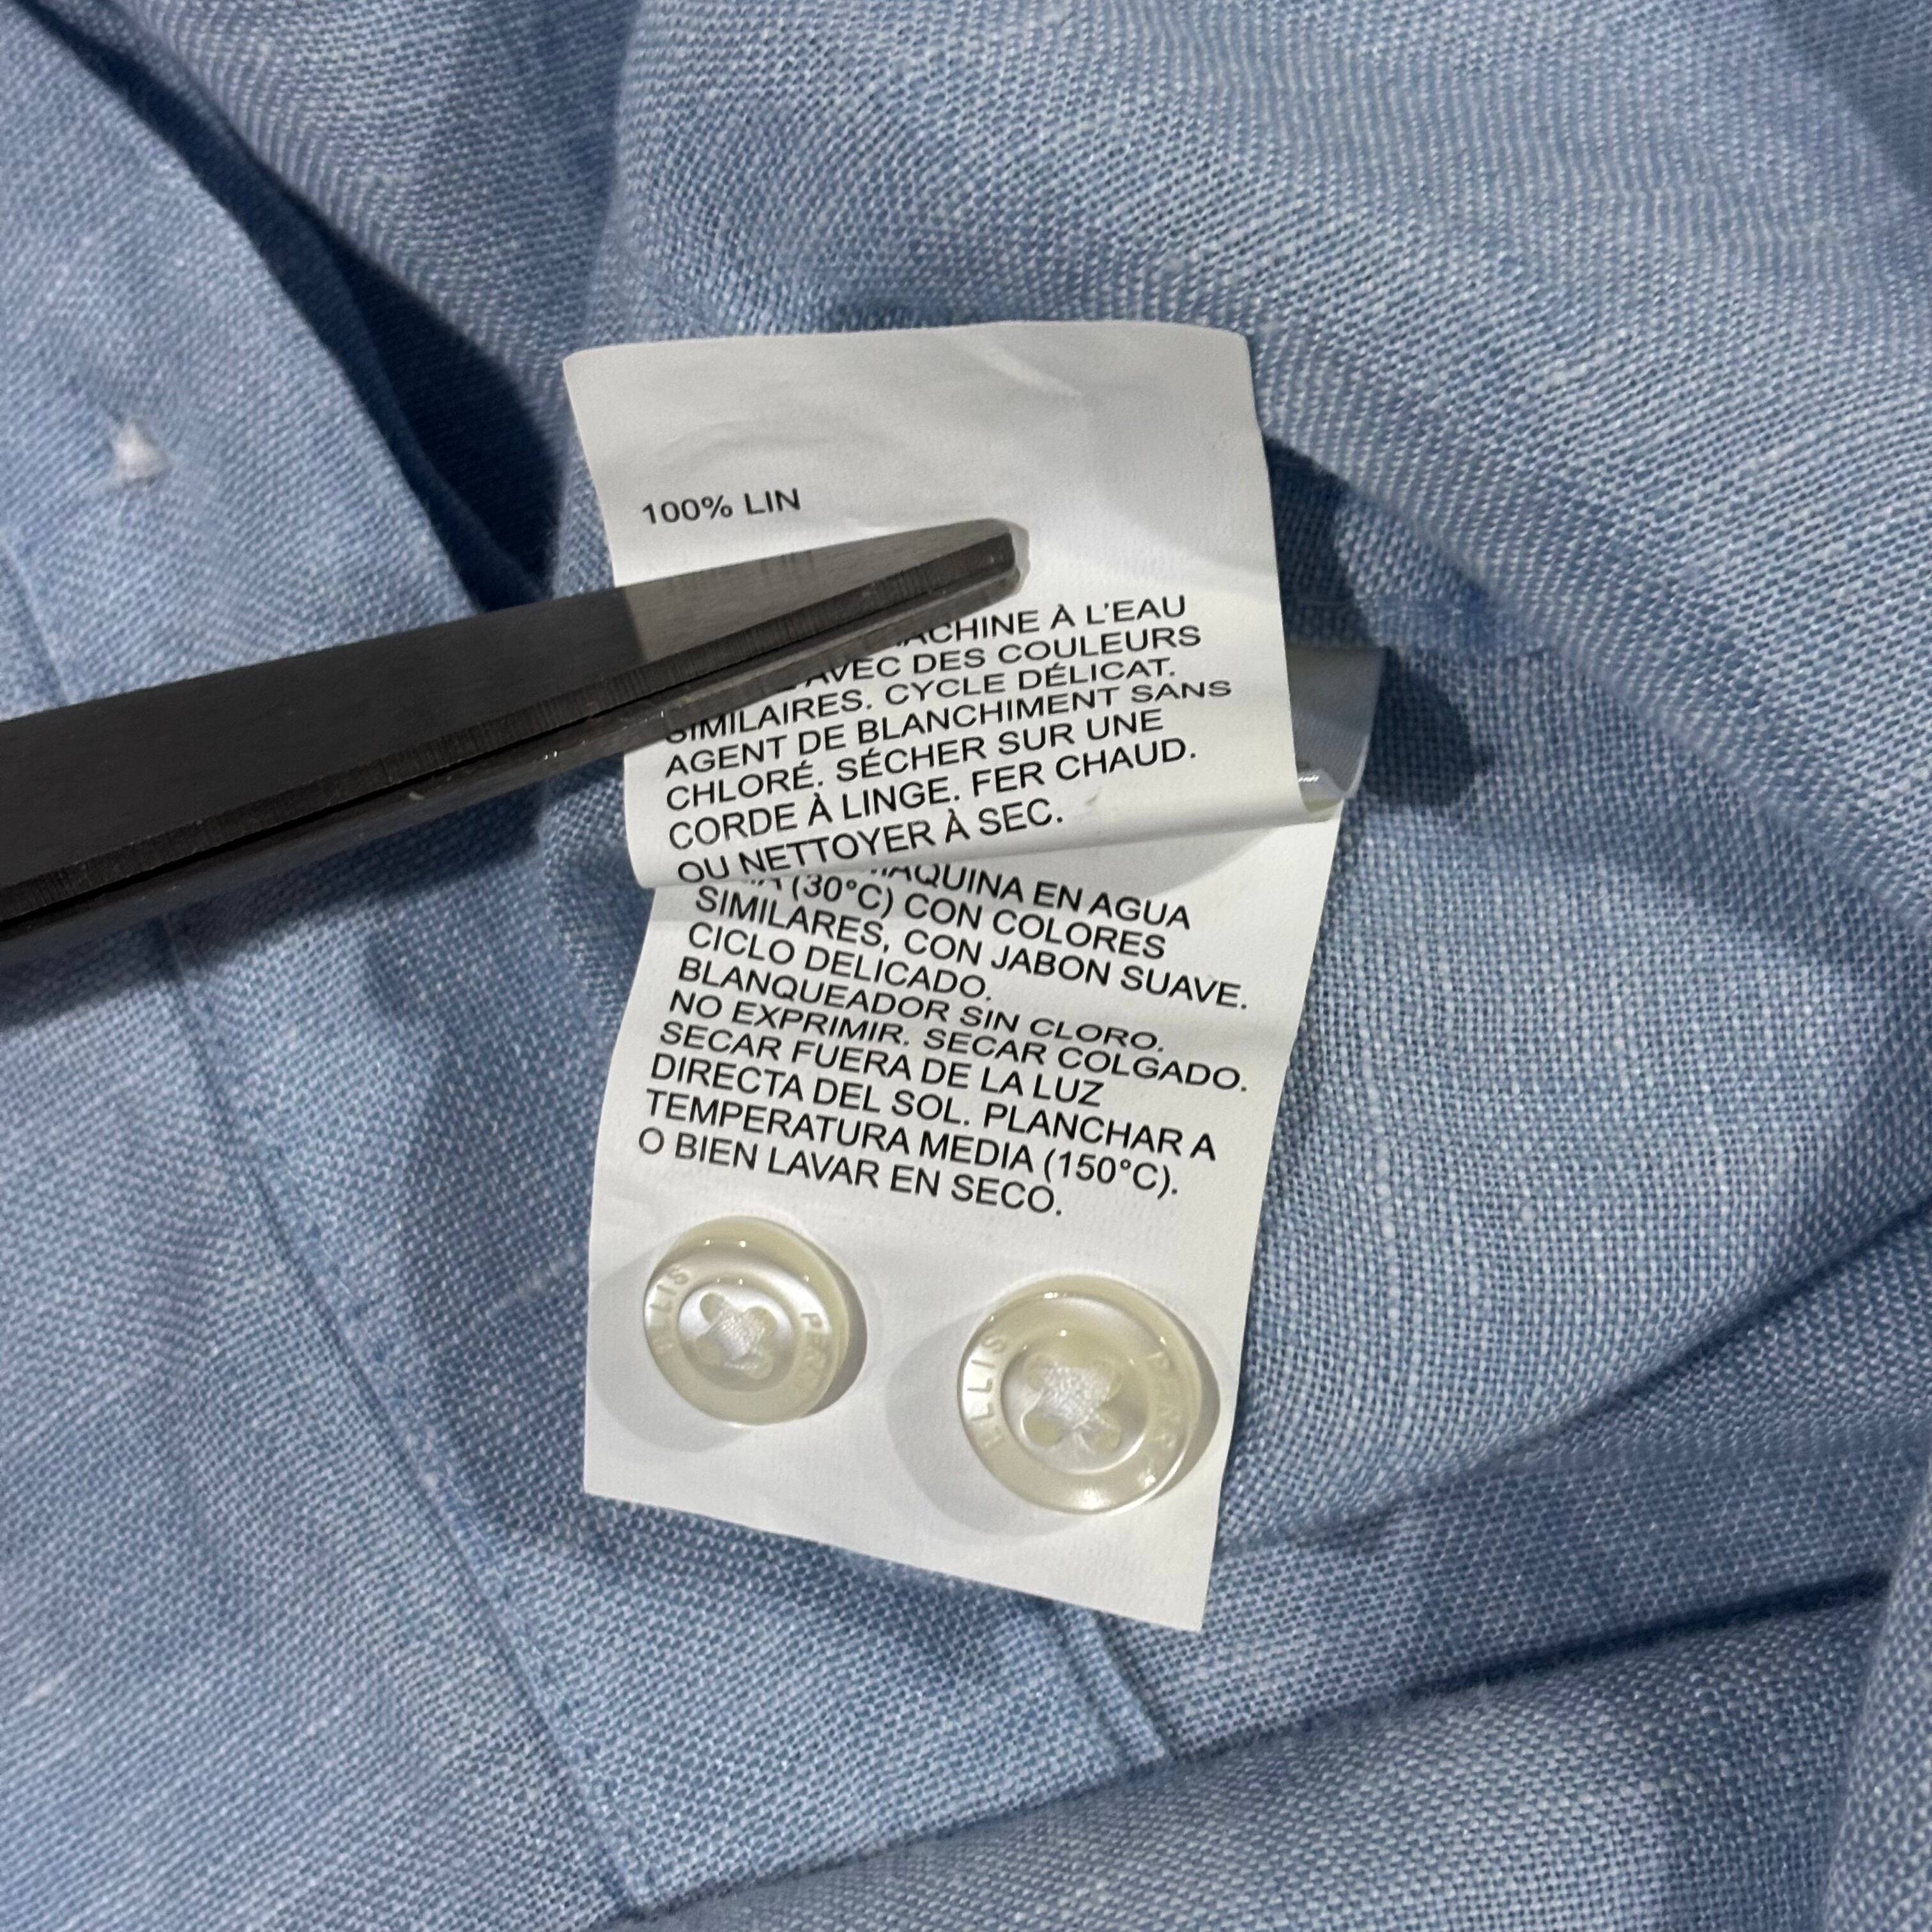 100% LIN
À L'EAU
AVEC DES COULEURS
SIMILAIRES. CYCLE DÉLICAT.
AGENT DE BLANCHIMENT SANS
CHLORÉ. SÉCHER SUR UNE
CORDE À LINGE. FER CHAUD.
OU NETTOYER À SEC.
EN AGUA
(30°C) CON COLORES
SIMILARES, CON JABON SUAVE.
CICLO DELICADO.
BLANQUEADOR SIN CLORO.
NO EXPRIMIR. SECAR COLGADO.
SECAR FUERA DE LA LUZ
DIRECTA DEL SOL. PLANCHAR A
TEMPERATURA MEDIA (150°C).
O BIEN LAVAR EN SECO.
ELLIS
ELLIS